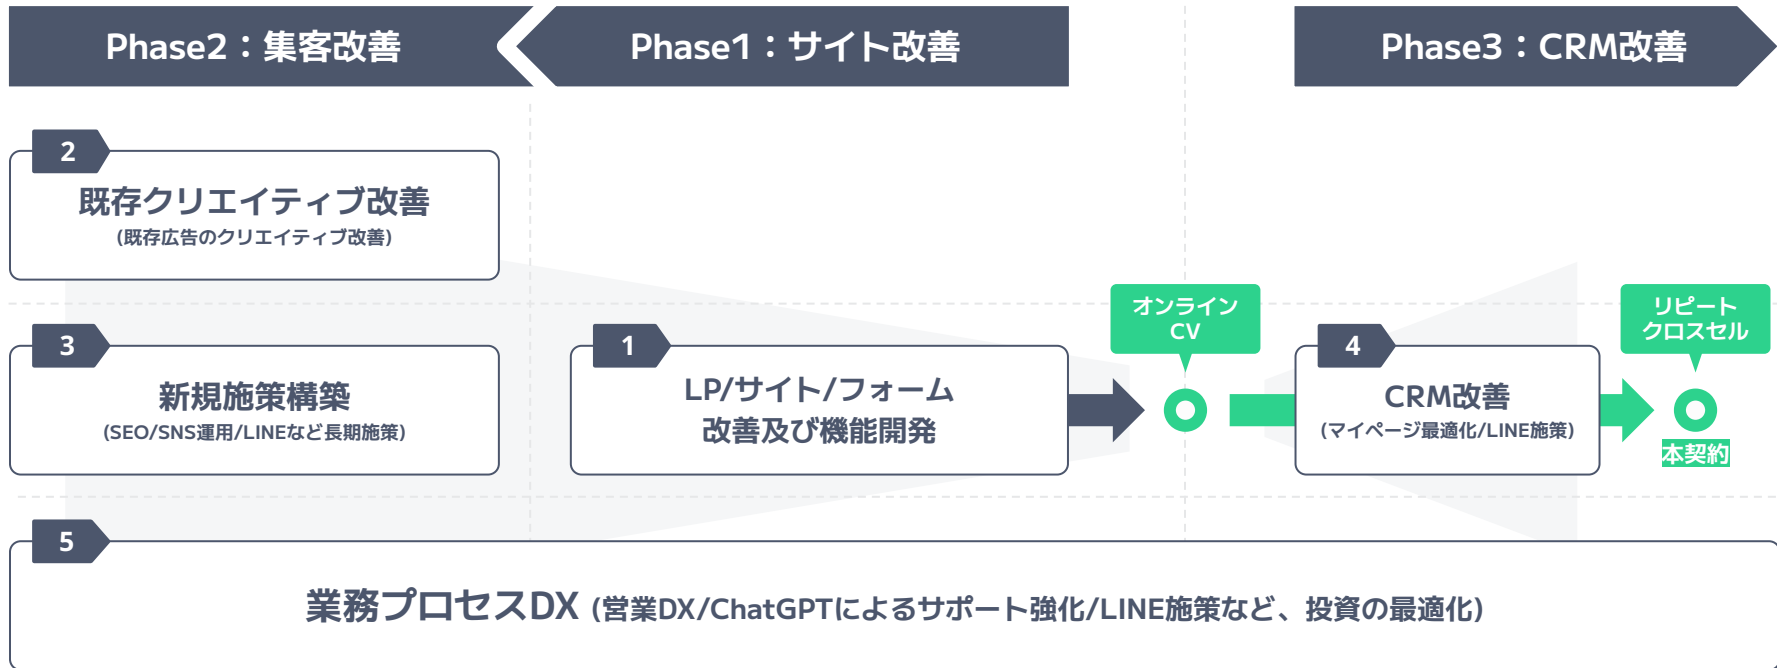 Phase2：集客改善
Phase1：サイト改善
Phase3：CRM改善
2
既存クリエイティブ改善
(既存広告のクリエイティブ改善)
3
新規施策構築
(SEO/SNS運用/LINEなど長期施策)
1
LP/サイト/フォーム
改善及び機能開発
オンライン
CV
4
CRM改善
(マイページ最適化/LINE施策)
リピート
クロスセル
本契約
5
業務プロセスDX (営業DX/ChatGPTによるサポート強化/LINE施策など、投資の最適化)